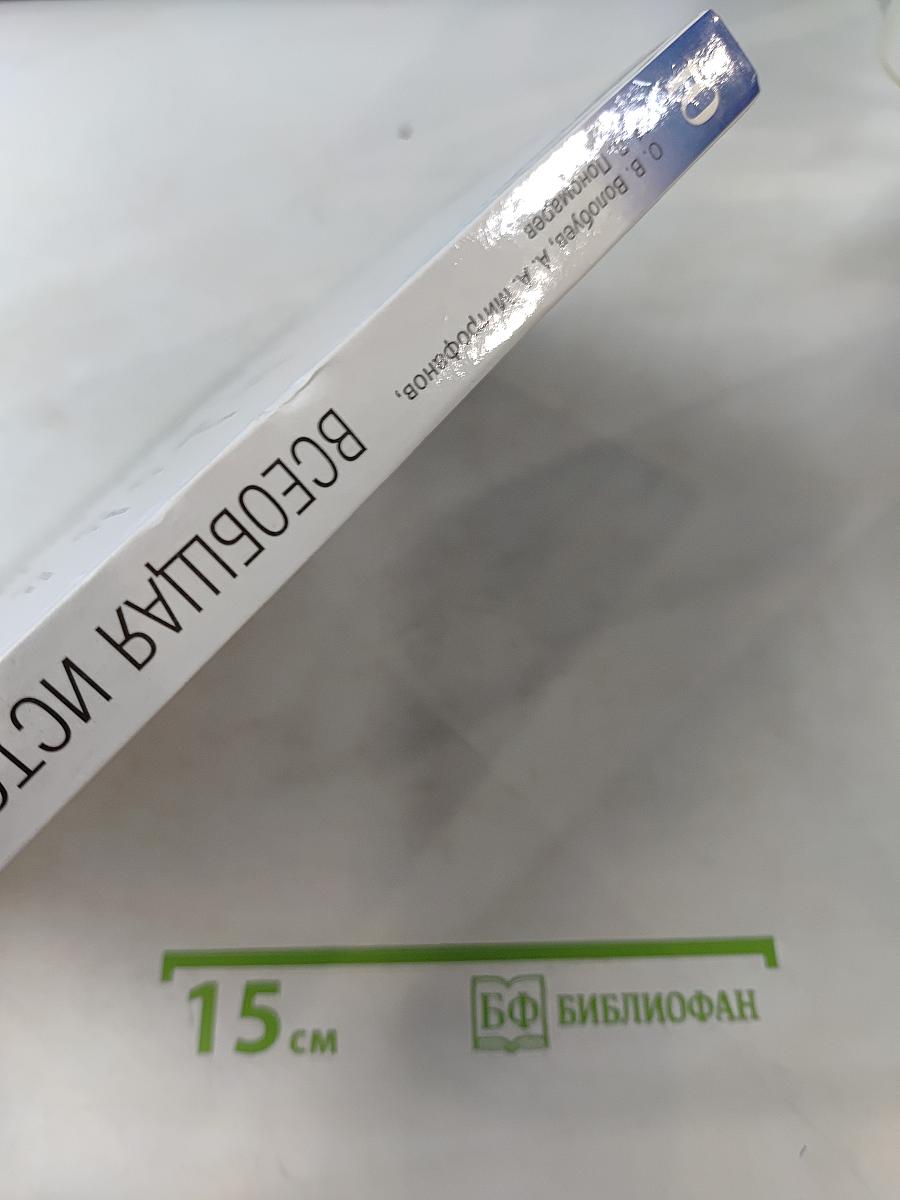 О. В. Волобуев, А. А. Митрофанов,
Пономарев
ВСЕОБЩАЯ ИСТО
15 см
БФ БИБЛИОФАН